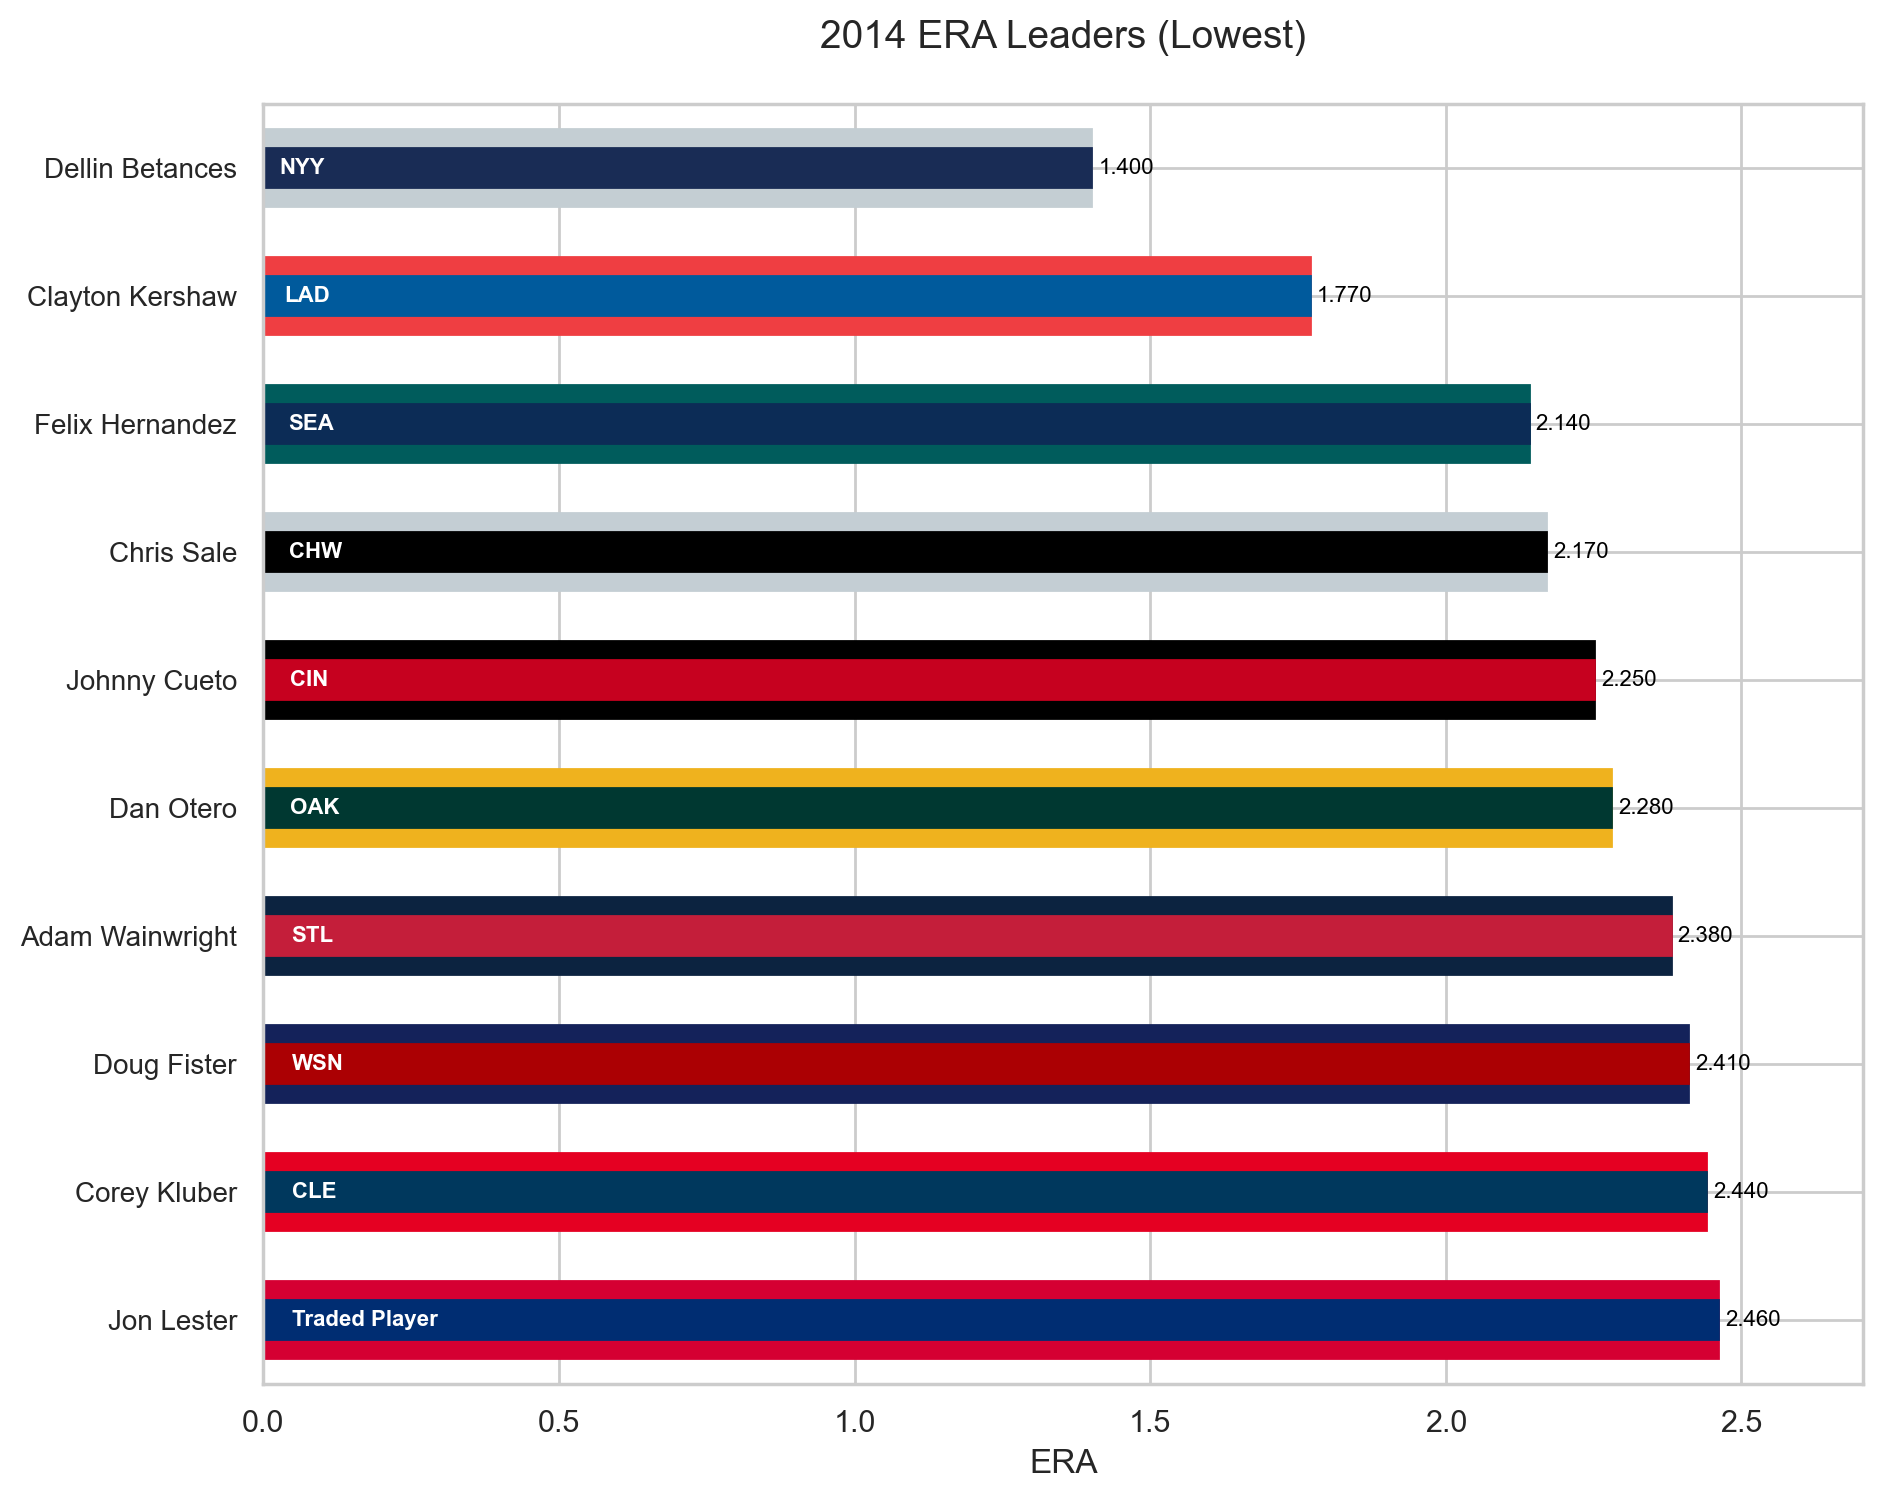 2014 ERA Leaders (Lowest)
Dellin Betances NYY 1.400
Clayton Kershaw LAD 1.770
Felix Hernandez SEA 2.140
Chris Sale CHW 2.170
Johnny Cueto CIN 2.250
Dan Otero OAK 2.280
Adam Wainwright STL 2.380
Doug Fister WSN 2.410
Corey Kluber CLE 2.440
Jon Lester Traded Player 2.460
0.0 0.5 1.0 1.5 2.0 2.5
ERA